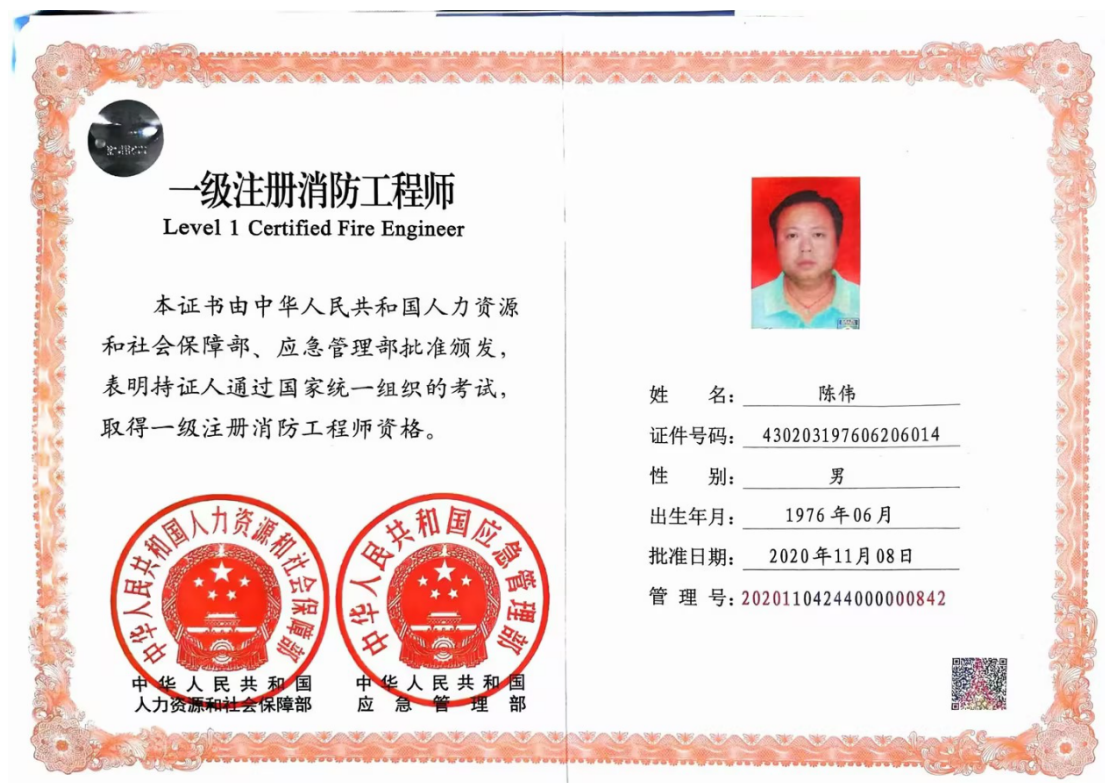 一级注册消防工程师
Level 1 Certified Fire Engineer
本证书由中华人民共和国人力资源
和社会保障部、应急管理部批准颁发，
表明持证人通过国家统一组织的考试，
取得一级注册消防工程师资格。
中华人民共和国人力资源和社会保障部
中华人民共和国应急管理部
中华人民共和国
人力资源和社会保障部
中华人民共和国
应急管理部
姓 名：陈伟
证件号码：430203197606206014
性 别：男
出生年月：1976年06月
批准日期：2020年11月08日
管 理 号：20201104244000000842